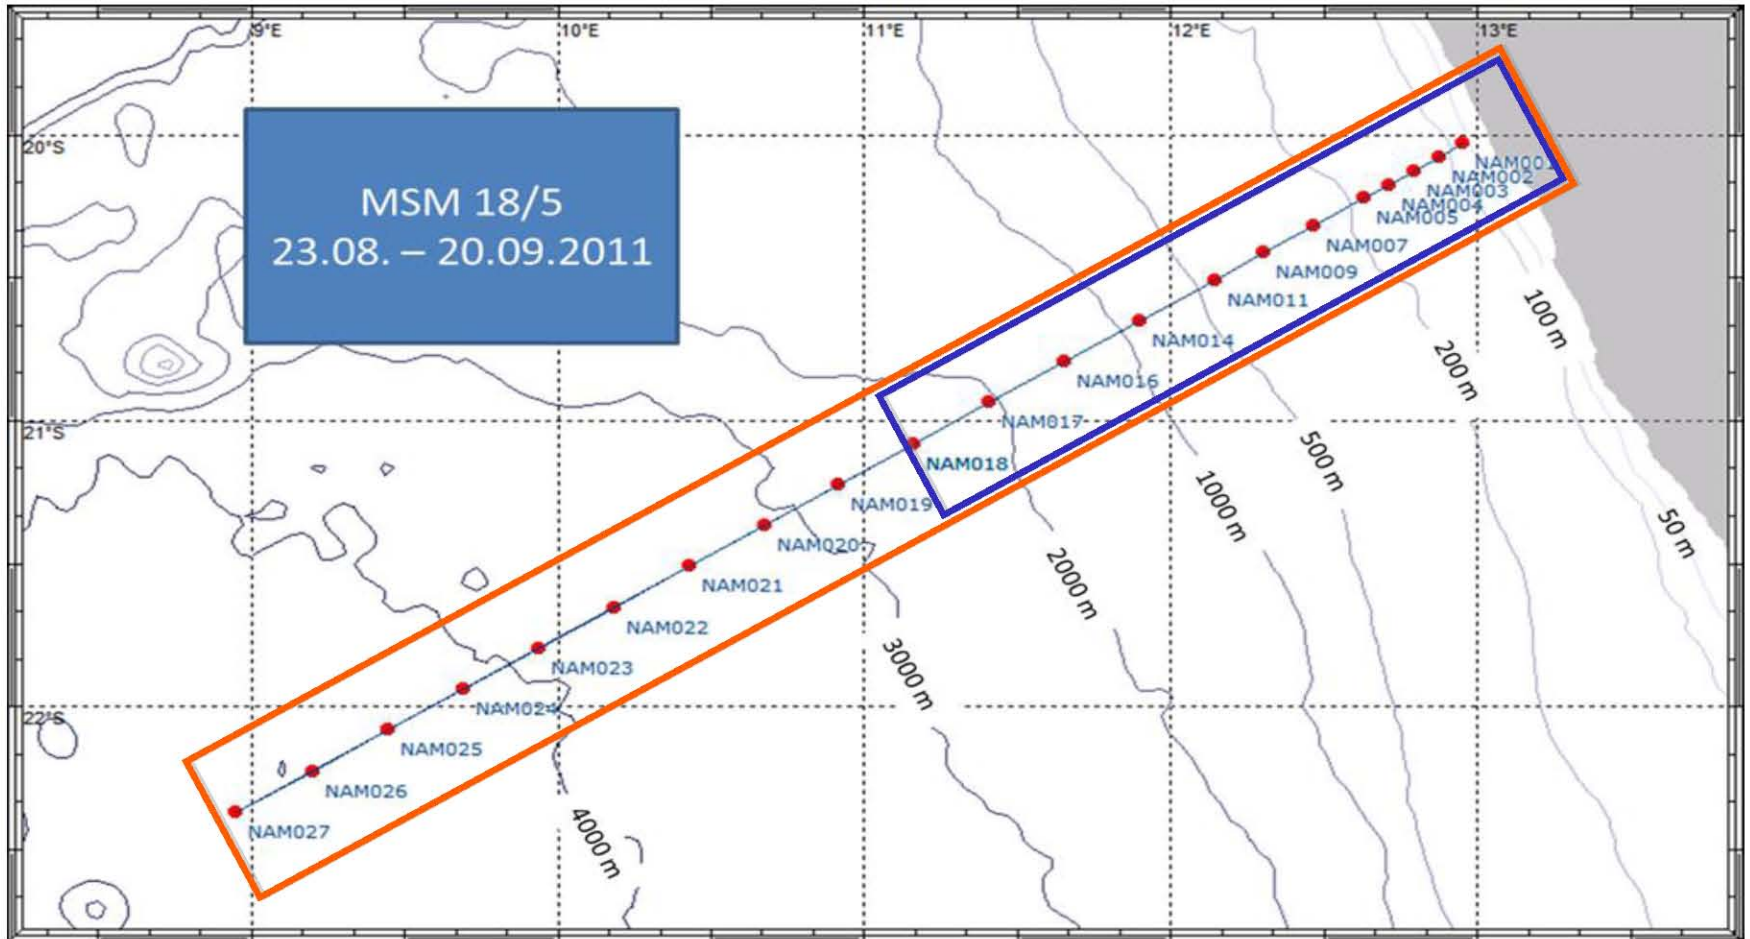 9°E
10°E
11°E
12°E
13°E
20°S
21°S
22°S
MSM 18/5
23.08. – 20.09.2011
NAM001
NAM002
NAM003
NAM004
NAM005
NAM007
NAM009
NAM011
NAM014
NAM016
NAM017
NAM018
NAM019
NAM020
NAM021
NAM022
NAM023
NAM024
NAM025
NAM026
NAM027
50 m
100 m
200 m
500 m
1000 m
2000 m
3000 m
4000 m